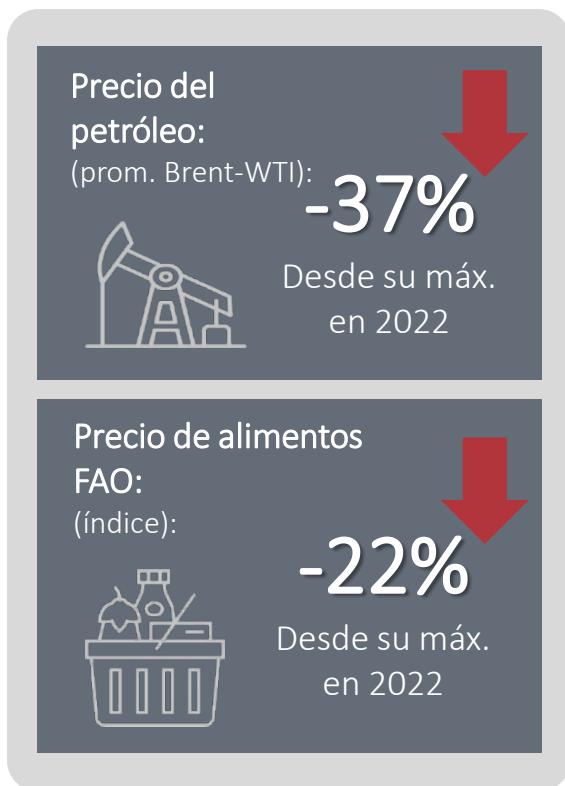 Precio del
petróleo:
(prom. Brent-WTI):
-37%
Desde su máx.
en 2022
Precio de alimentos
FAO:
(índice):
-22%
Desde su máx.
en 2022